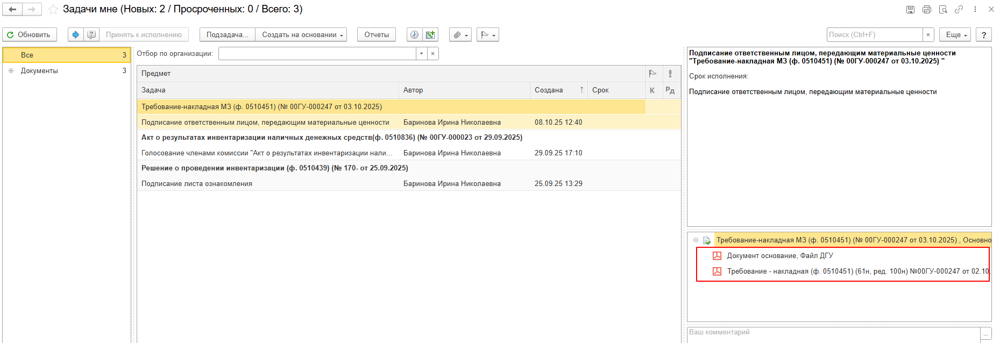 Задачи мне (Новых: 2 / Просроченных: 0 / Всего: 3)
Обновить
Принять к исполнению
Подзадача...
Создать на основании
Отчеты
Поиск (Ctrl+F)
×
Еще
?
Все 3
Документы 3
Отбор по организации:
×
Предмет
Задача Автор Создана ↑ Срок К Рд
Требование-накладная МЗ (ф. 0510451) (№ 00ГУ-000247 от 03.10.2025)
Подписание ответственным лицом, передающим материальные ценности Баринова Ирина Николаевна 08.10.25 12:40
Акт о результатах инвентаризации наличных денежных средств(ф. 0510836) (№ 00ГУ-000023 от 29.09.2025)
Голосование членами комиссии "Акт о результатах инвентаризации нали... Баринова Ирина Николаевна 29.09.25 17:10
Решение о проведении инвентаризации (ф. 0510439) (№ 170- от 25.09.2025)
Подписание листа ознакомления Баринова Ирина Николаевна 25.09.25 13:29
Подписание ответственным лицом, передающим материальные ценности
"Требование-накладная МЗ (ф. 0510451) (№ 00ГУ-000247 от 03.10.2025) "
Срок исполнения:
Подписание ответственным лицом, передающим материальные ценности
Требование-накладная МЗ (ф. 0510451) (№ 00ГУ-000247 от 03.10.2025) , Основно
Документ основание, Файл ДГУ
Требование - накладная (ф. 0510451) (61н, ред. 100н) №00ГУ-000247 от 02.10.
Ваш комментарий
...